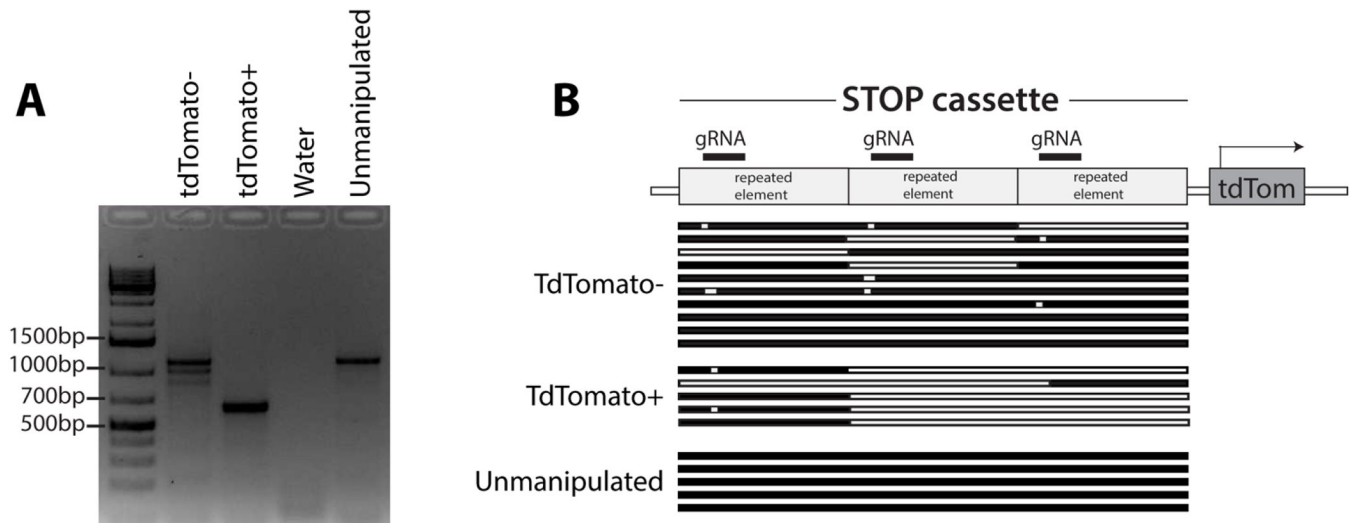 A
tdTomato-
tdTomato+
Water
Unmanipulated
1500bp
1000bp
700bp
500bp
B
STOP cassette
gRNA
gRNA
gRNA
repeated
element
repeated
element
repeated
element
tdTom
TdTomato-
TdTomato+
Unmanipulated